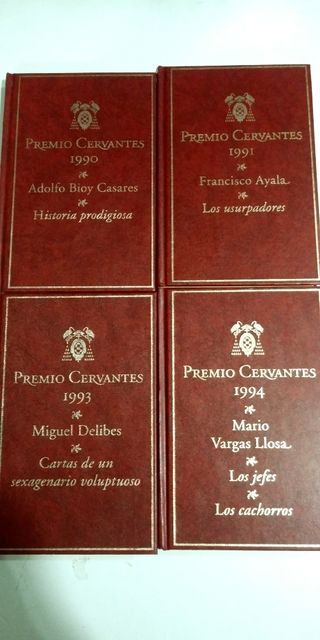 PREMIO CERVANTES
1990
Adolfo Bioy Casares
Historia prodigiosa
PREMIO CERVANTES
1991
Francisco Ayala
Los usurpadores
PREMIO CERVANTES
1993
Miguel Delibes
Cartas de un
sexagenario voluptuoso
PREMIO CERVANTES
1994
Mario
Vargas Llosa
Los jefes
Los cachorros